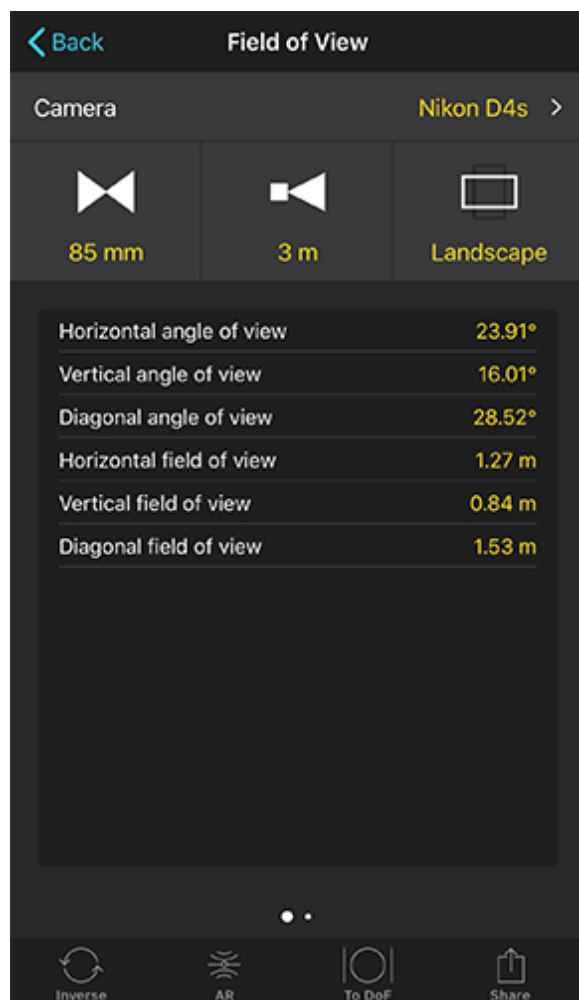 Back Field of View
Camera Nikon D4s
85 mm 3 m Landscape
Horizontal angle of view 23.91°
Vertical angle of view 16.01°
Diagonal angle of view 28.52°
Horizontal field of view 1.27 m
Vertical field of view 0.84 m
Diagonal field of view 1.53 m
Inverse AR To DoF Share